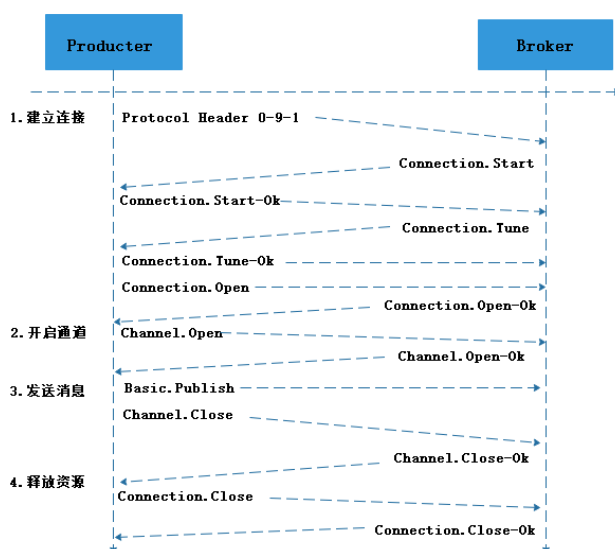 Producter
Broker
1.建立连接 Protocol Header 0-9-1
Connection.Start
Connection.Start-Ok
Connection.Tune
Connection.Tune-Ok
Connection.Open
Connection.Open-Ok
2.开启通道 Channel.Open
Channel.Open-Ok
3.发送消息 Basic.Publish
Channel.Close
Channel.Close-Ok
4.释放资源
Connection.Close
Connection.Close-Ok